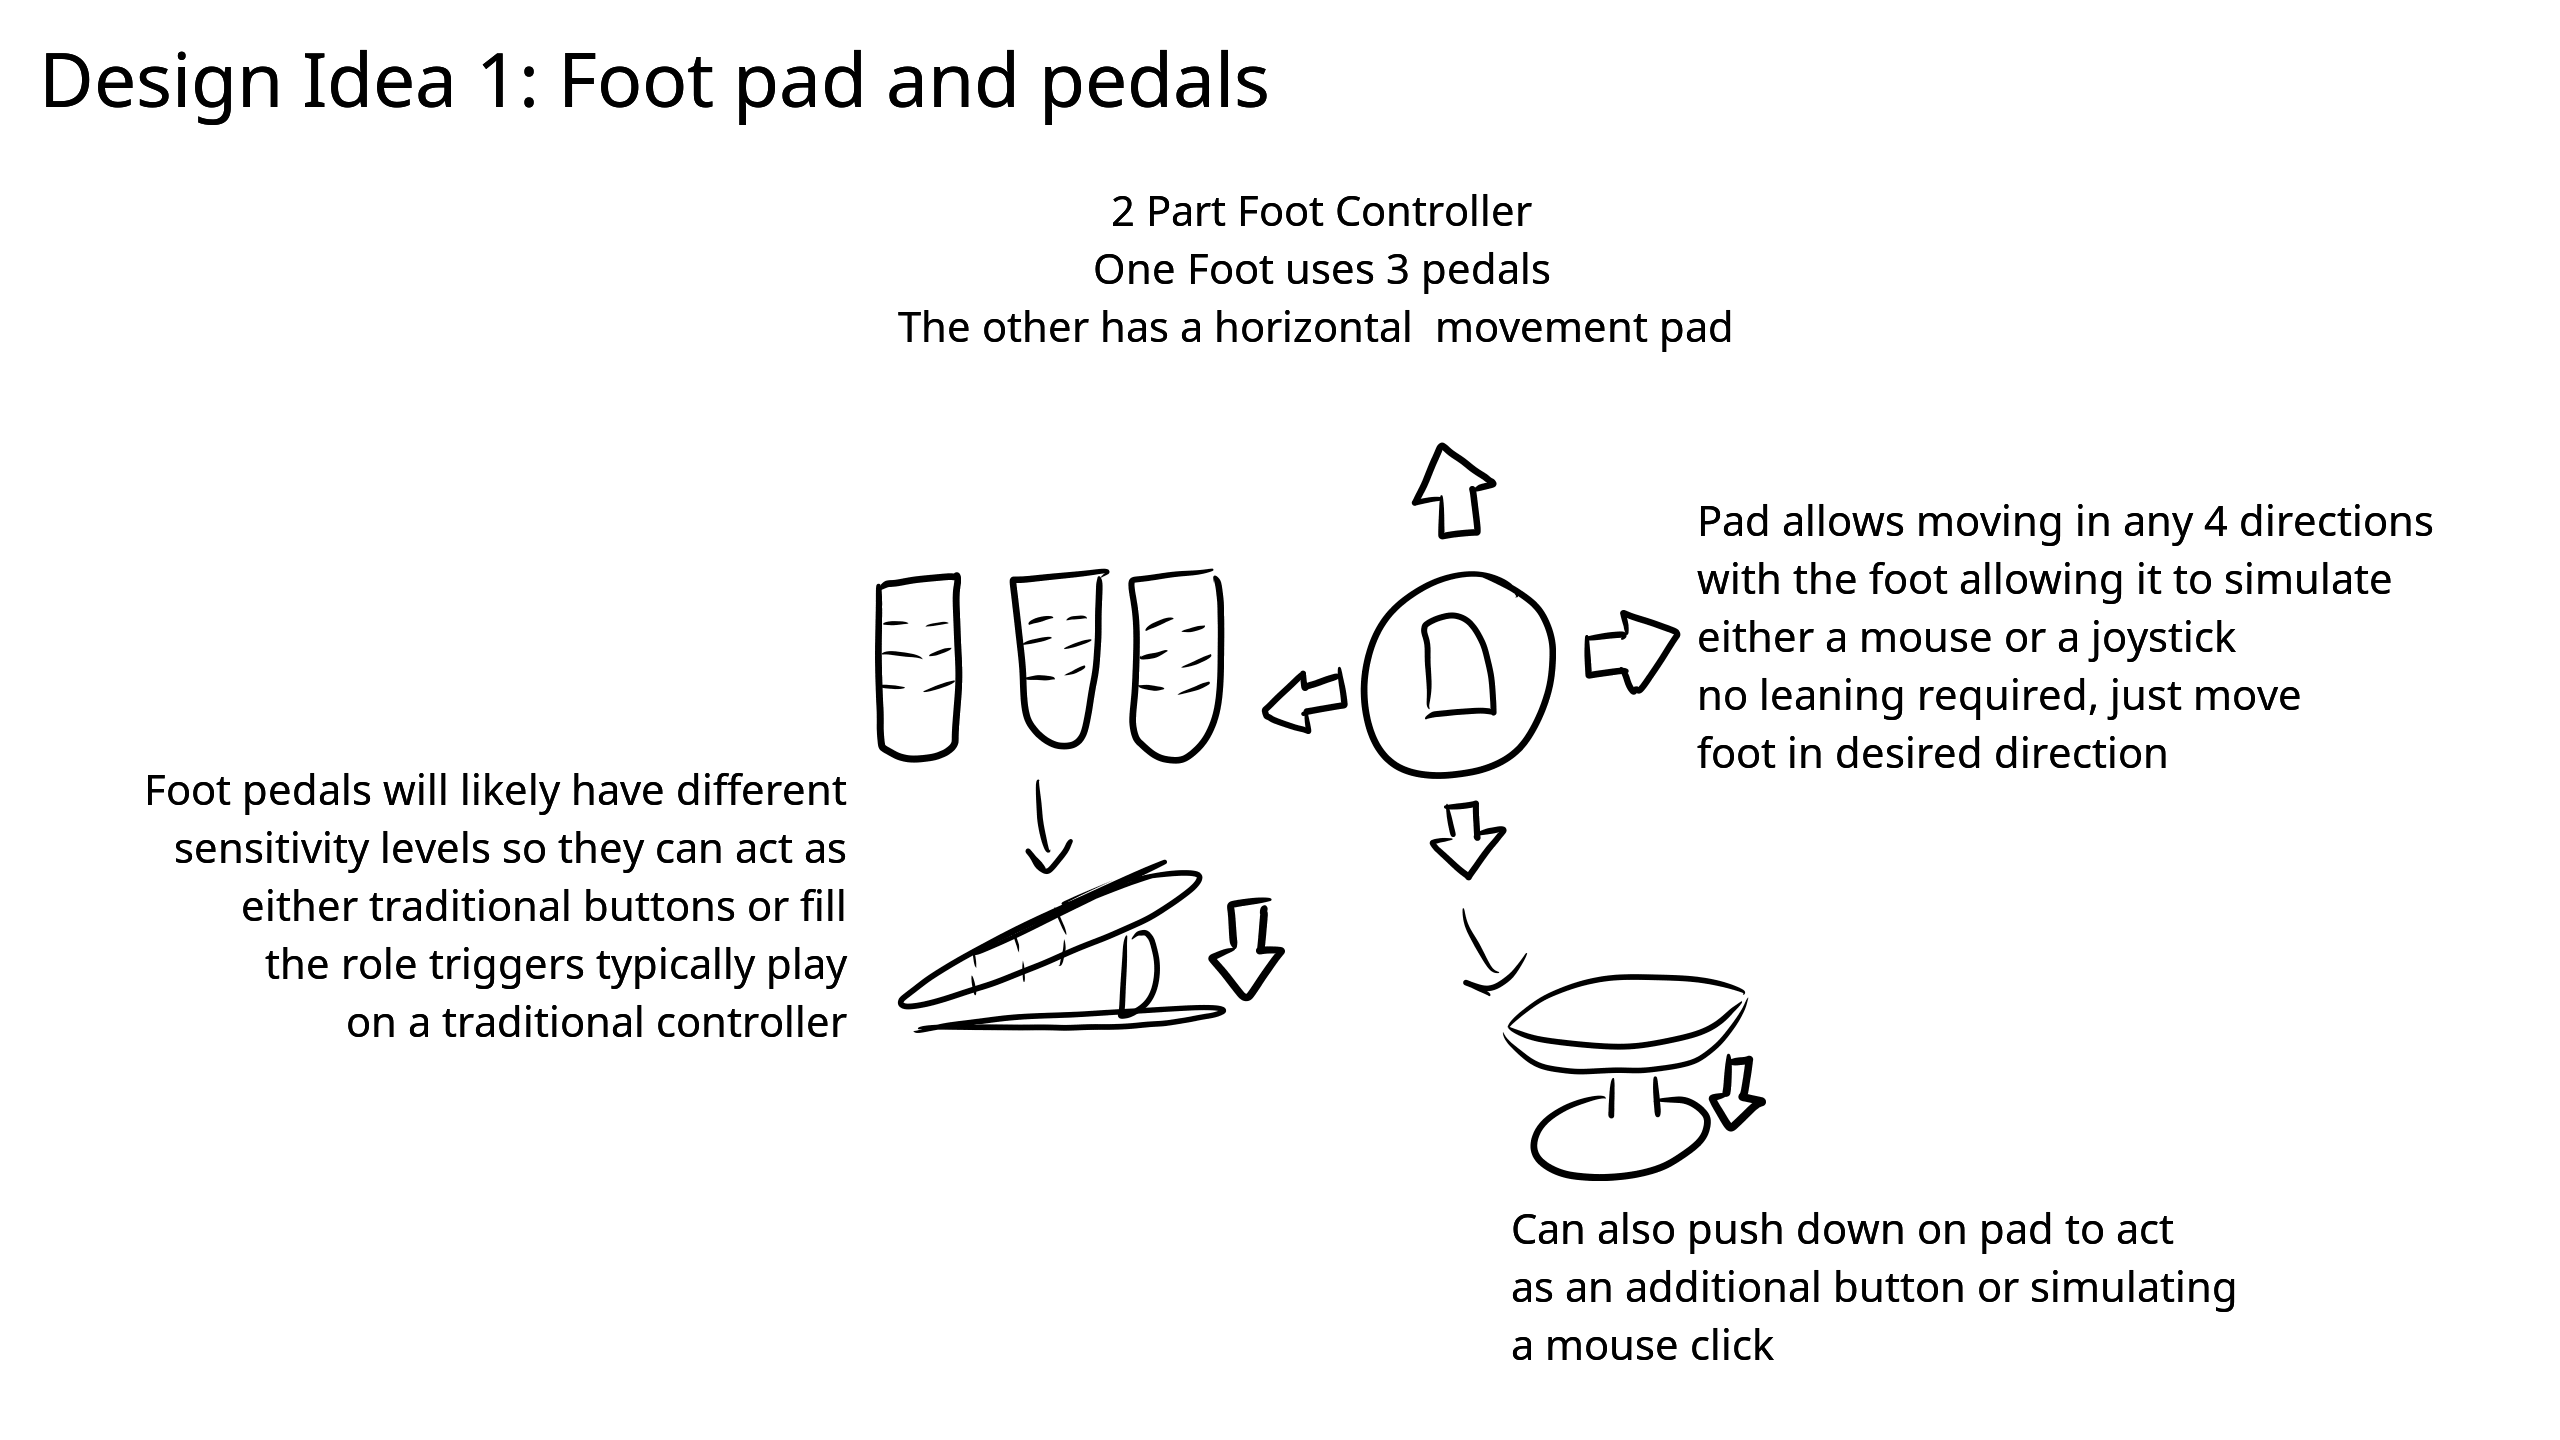 Design Idea 1: Foot pad and pedals
2 Part Foot Controller
One Foot uses 3 pedals
The other has a horizontal  movement pad
Pad allows moving in any 4 directions
with the foot allowing it to simulate
either a mouse or a joystick
no leaning required, just move
foot in desired direction
Foot pedals will likely have different
sensitivity levels so they can act as
either traditional buttons or fill
the role triggers typically play
on a traditional controller
Can also push down on pad to act
as an additional button or simulating
a mouse click